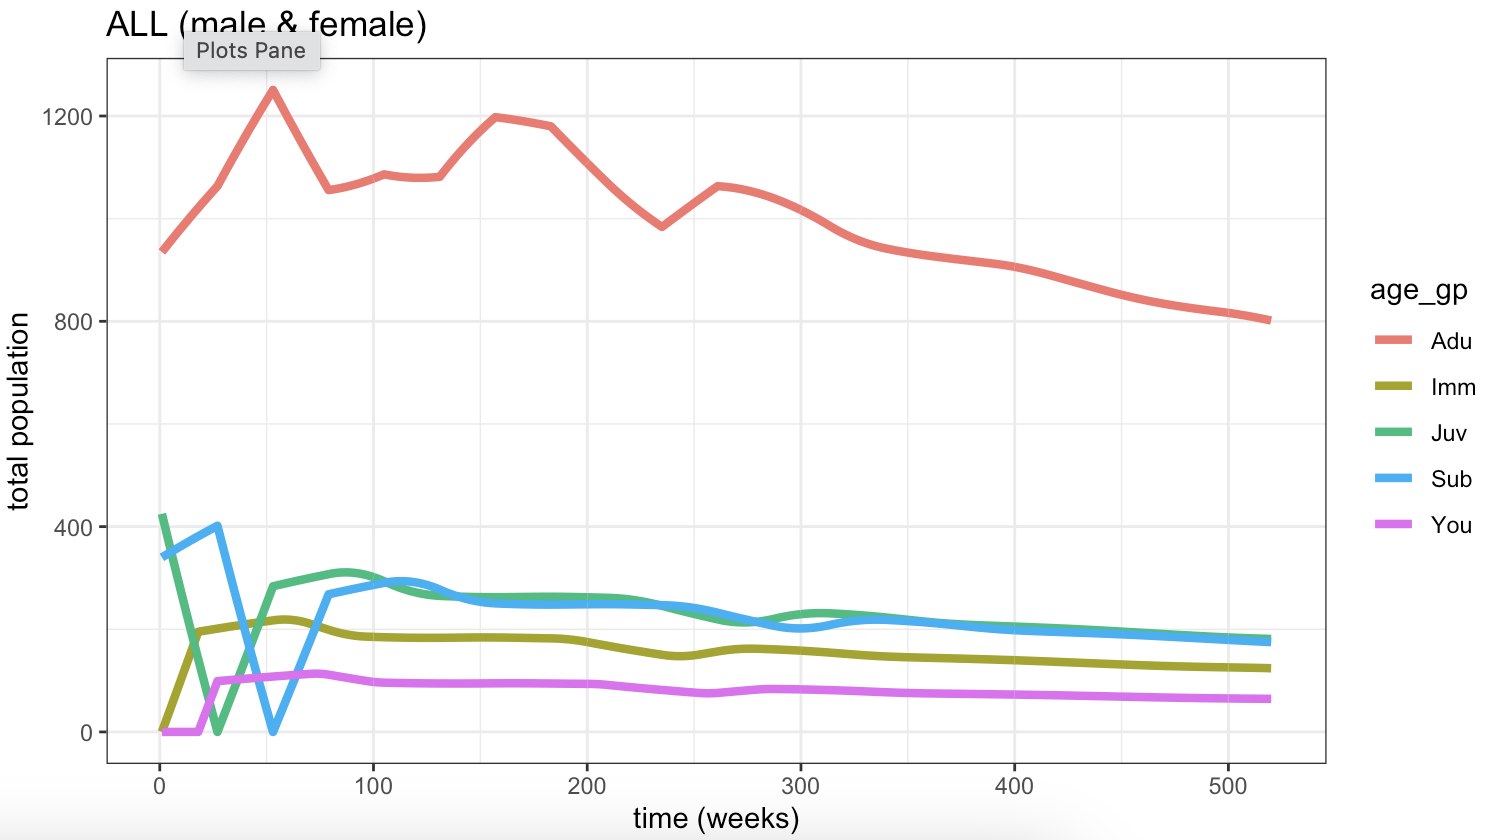 ALL (male & female)
Plots Pane
total population
1200
800
400
0
0 100 200 300 400 500
time (weeks)
age_gp
Adu
Imm
Juv
Sub
You